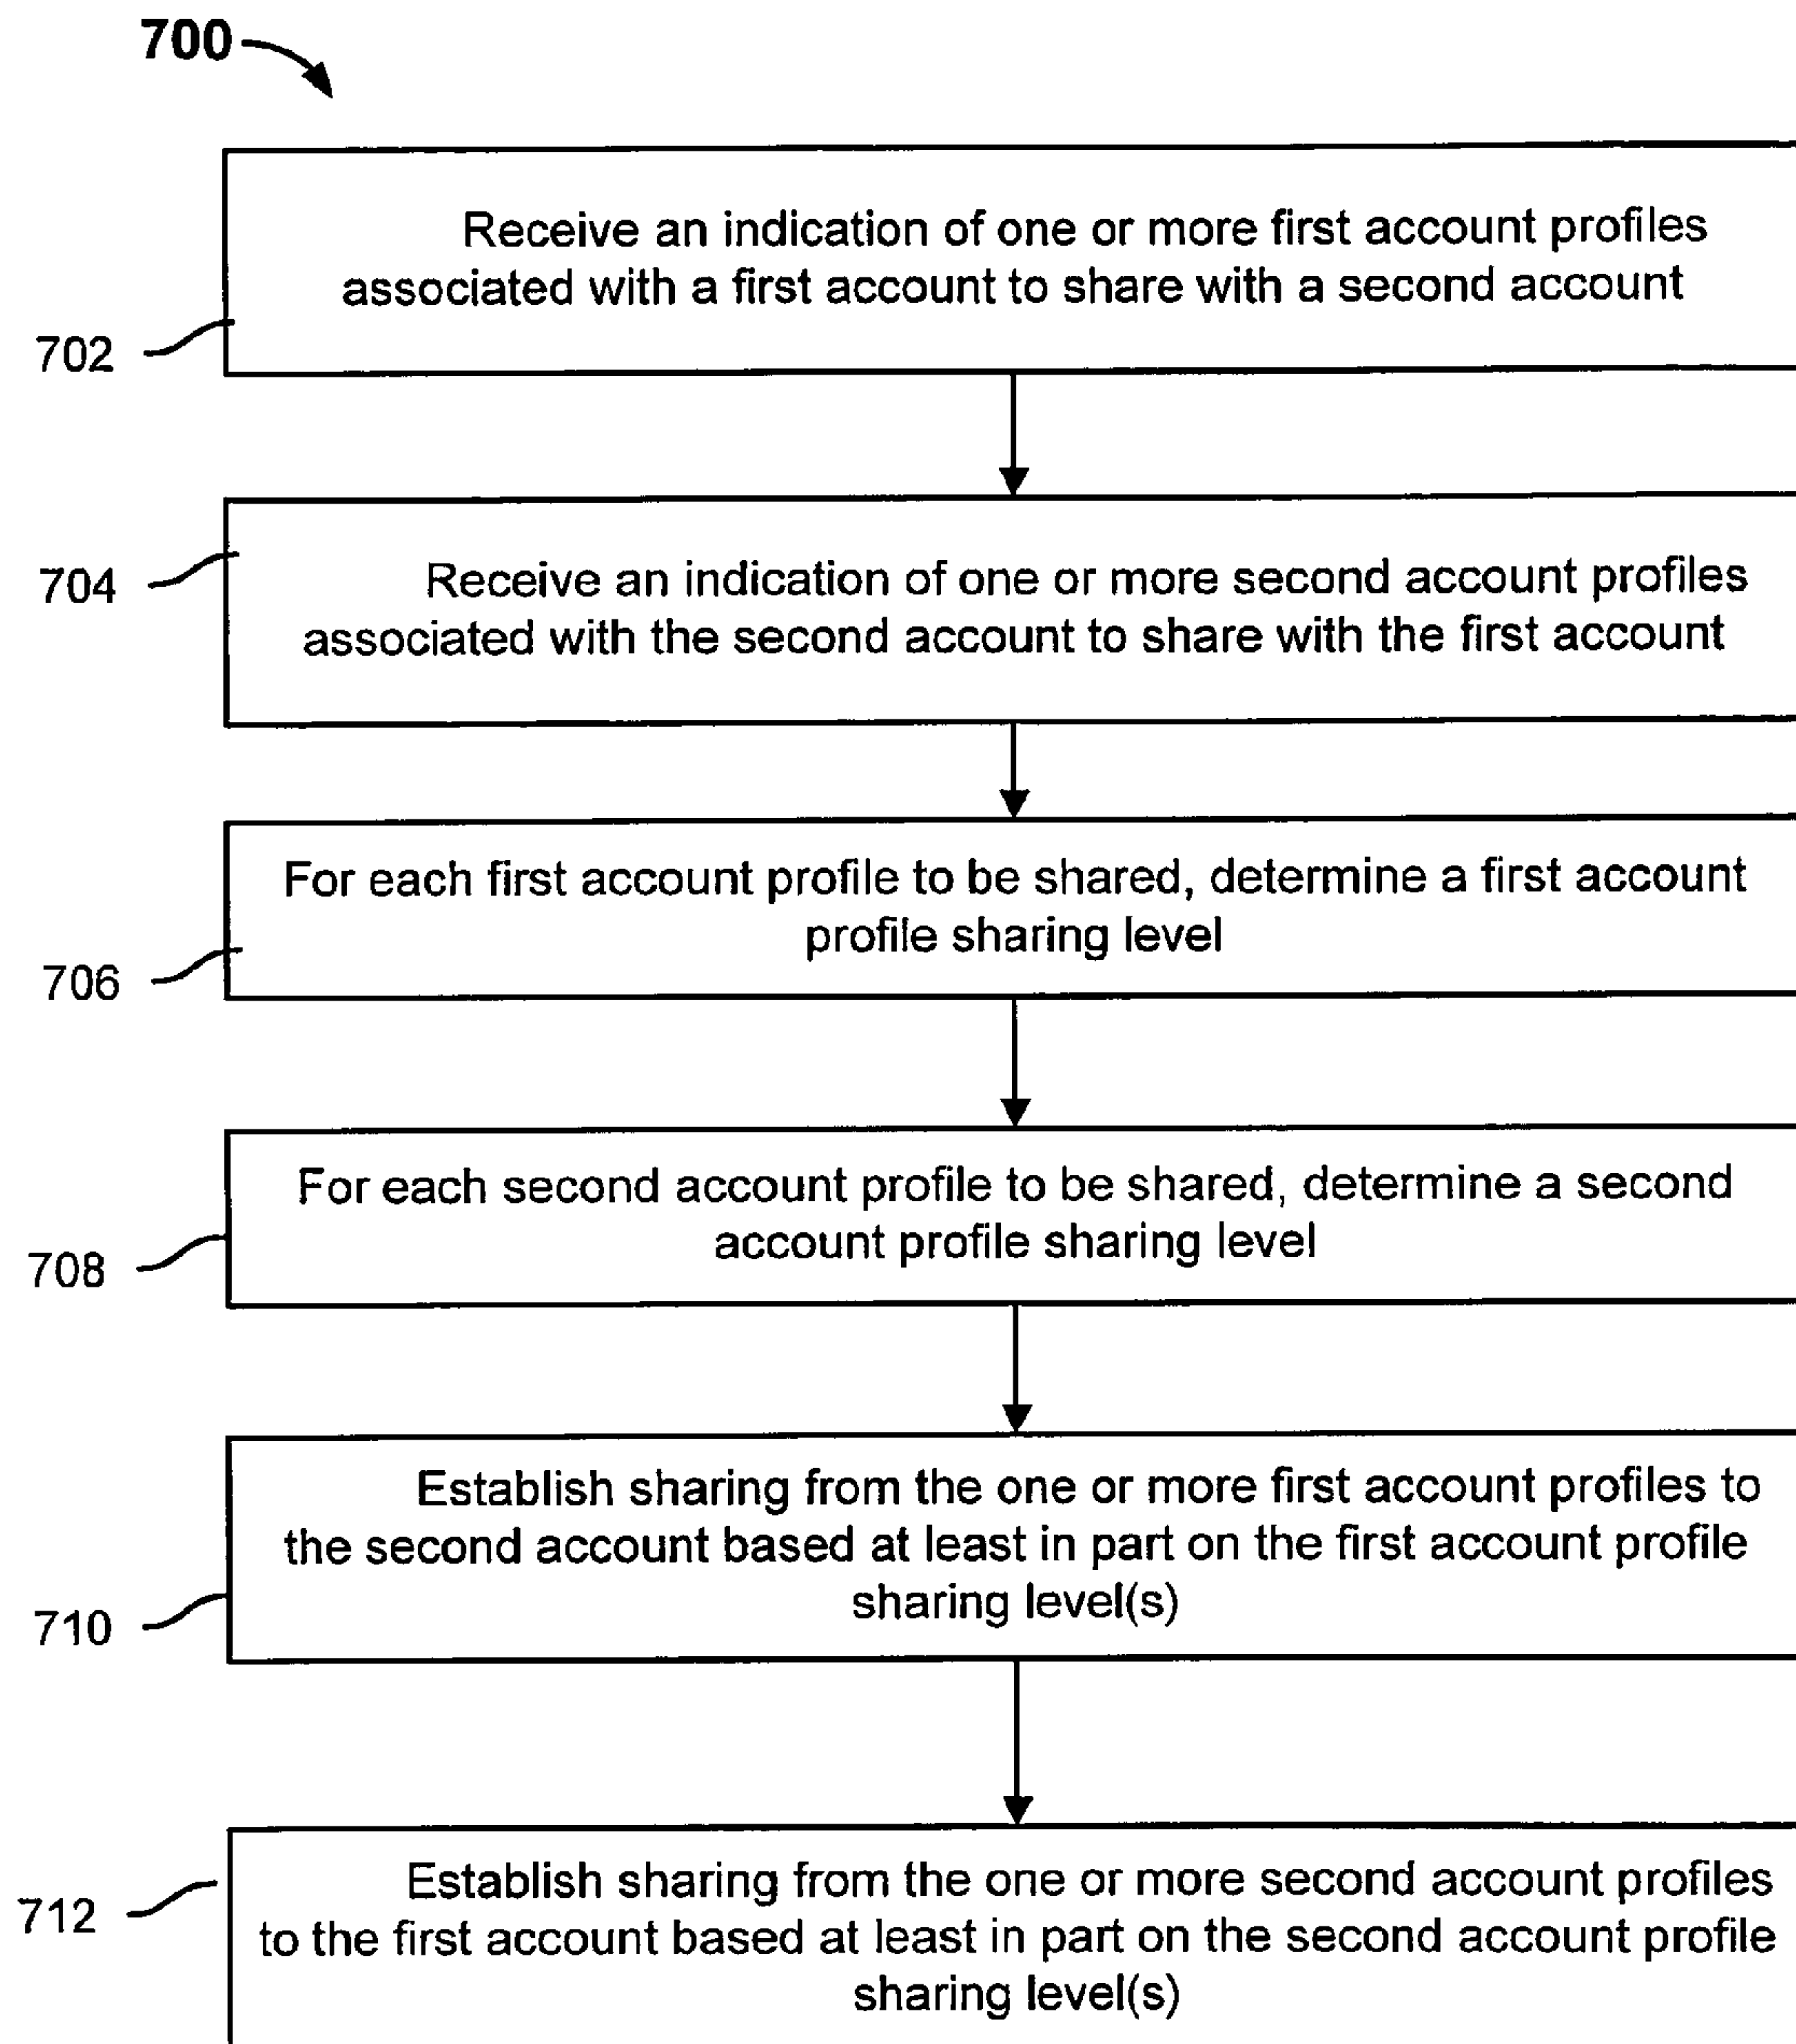 700
Receive an indication of one or more first account profiles
associated with a first account to share with a second account
702
704
Receive an indication of one or more second account profiles
associated with the second account to share with the first account
For each first account profile to be shared, determine a first account
profile sharing level
706
For each second account profile to be shared, determine a second
account profile sharing level
708
Establish sharing from the one or more first account profiles to
the second account based at least in part on the first account profile
sharing level(s)
710
Establish sharing from the one or more second account profiles
712
to the first account based at least in part on the second account profile
sharing level(s)